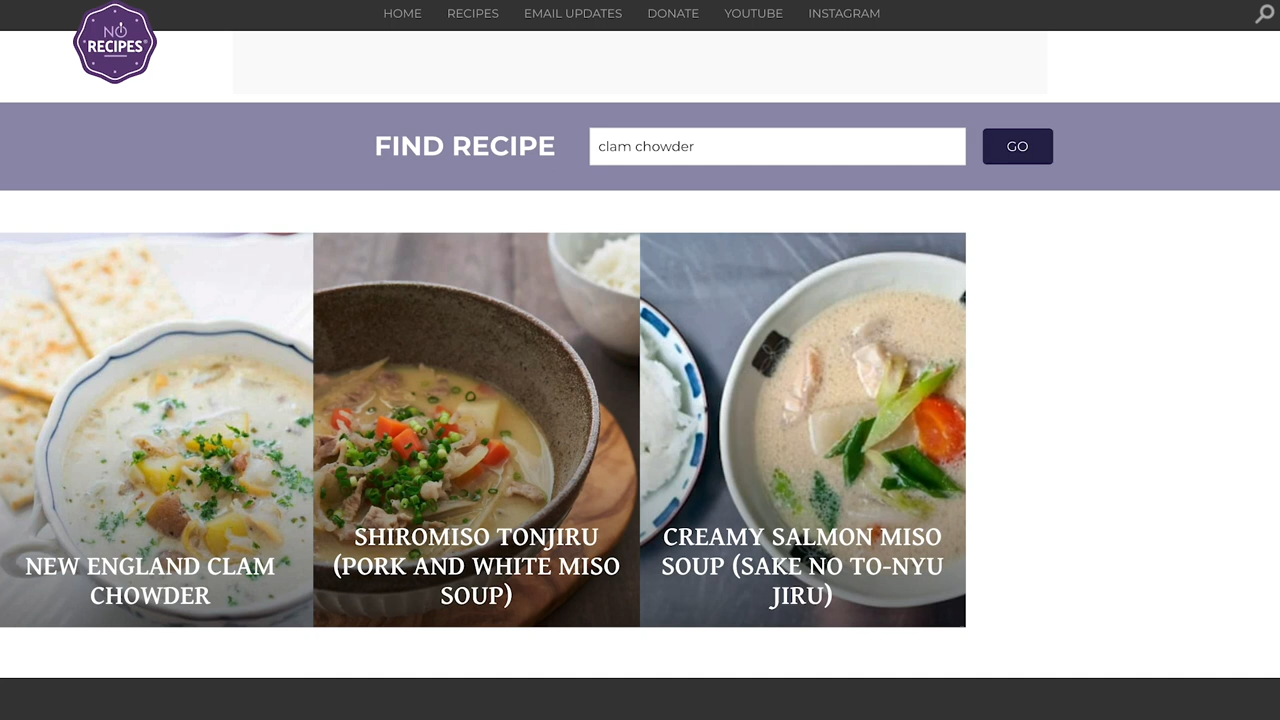 HOME RECIPES EMAIL UPDATES DONATE YOUTUBE INSTAGRAM
NO
RECIPES®
FIND RECIPE clam chowder GO
NEW ENGLAND CLAM
CHOWDER
SHIROMISO TONJIRU
(PORK AND WHITE MISO
SOUP)
CREAMY SALMON MISO
SOUP (SAKE NO TO-NYU
JIRU)